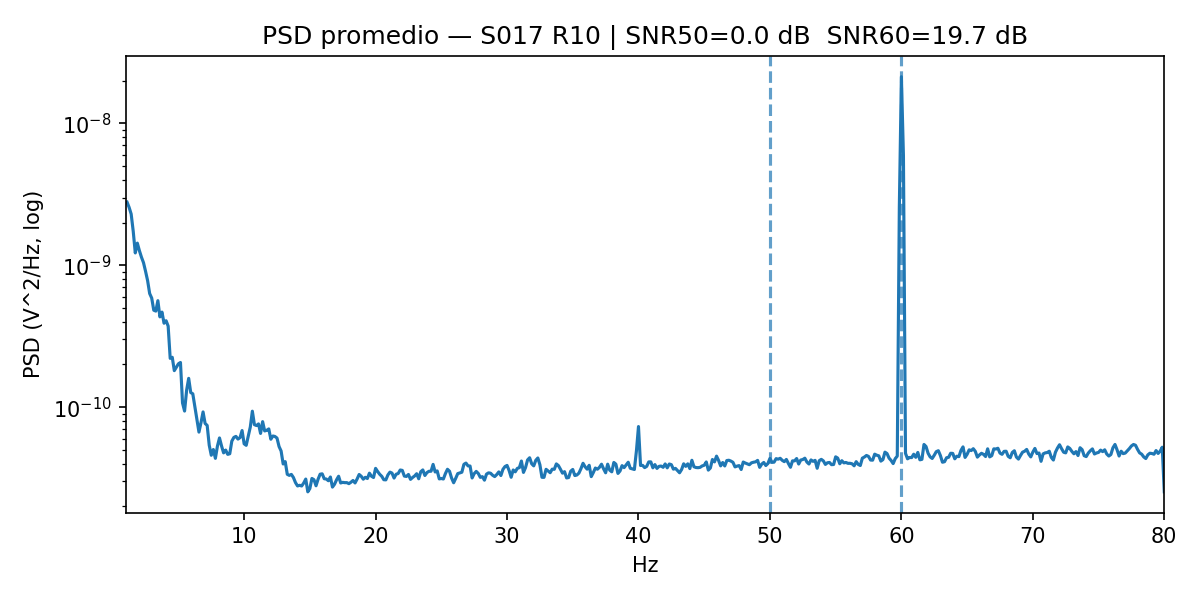 PSD promedio — S017 R10 | SNR50=0.0 dB  SNR60=19.7 dB
PSD (V^2/Hz, log)
10⁻⁸
10⁻⁹
10⁻¹⁰
10 20 30 40 50 60 70 80
Hz